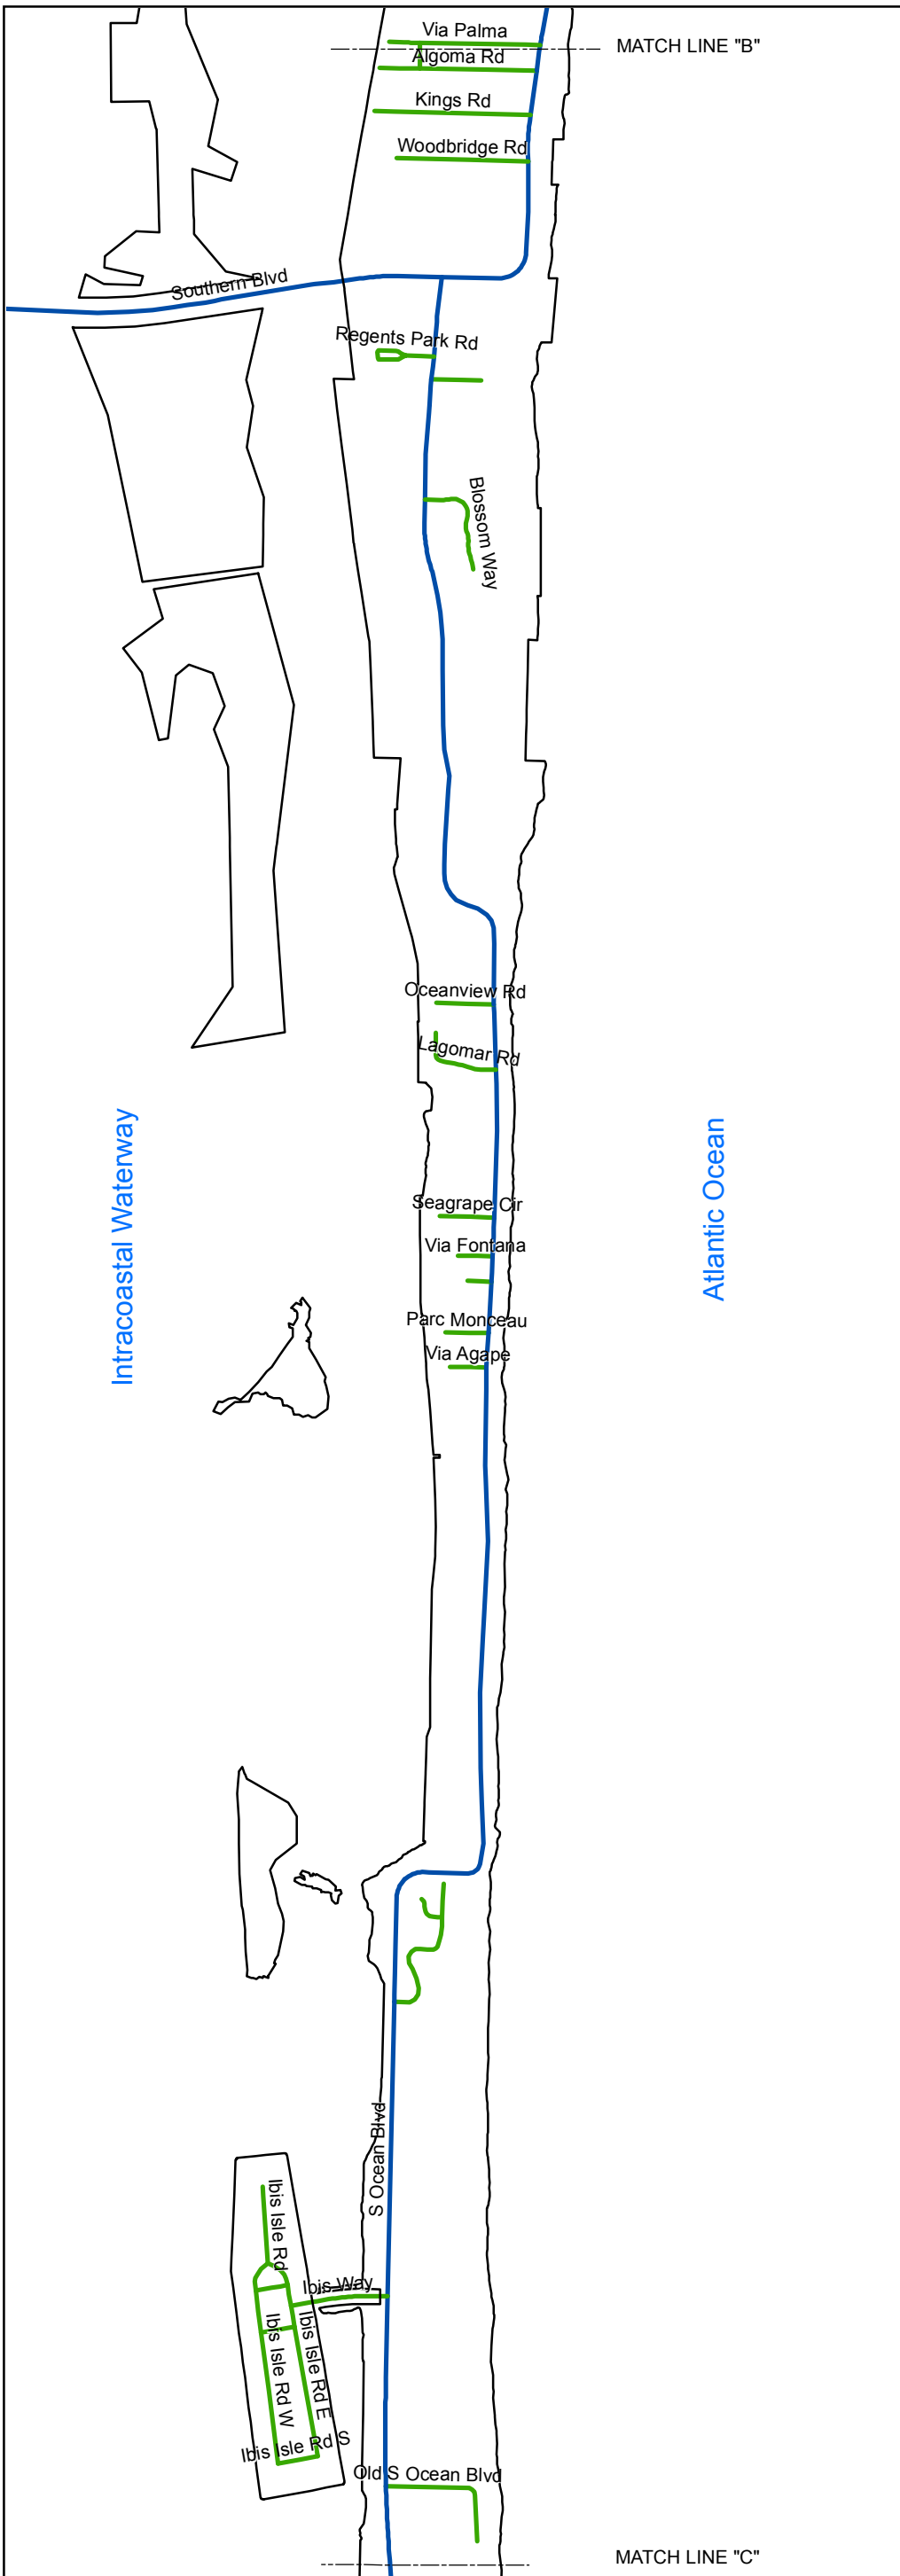 Via Palma
MATCH LINE "B"
Algoma Rd
Kings Rd
Woodbridge Rd
Southern Blvd
Regents Park Rd
Blossom Way
Oceanview Rd
Lagomar Rd
Intracoastal Waterway
Atlantic Ocean
Seagrape Cir
Via Fontana
Parc Monceau
Via Agape
S Ocean Blvd
Ibis Isle Rd
Ibis Way
Ibis Isle Rd W
Ibis Isle Rd E
Ibis Isle Rd S
Old S Ocean Blvd
MATCH LINE "C"